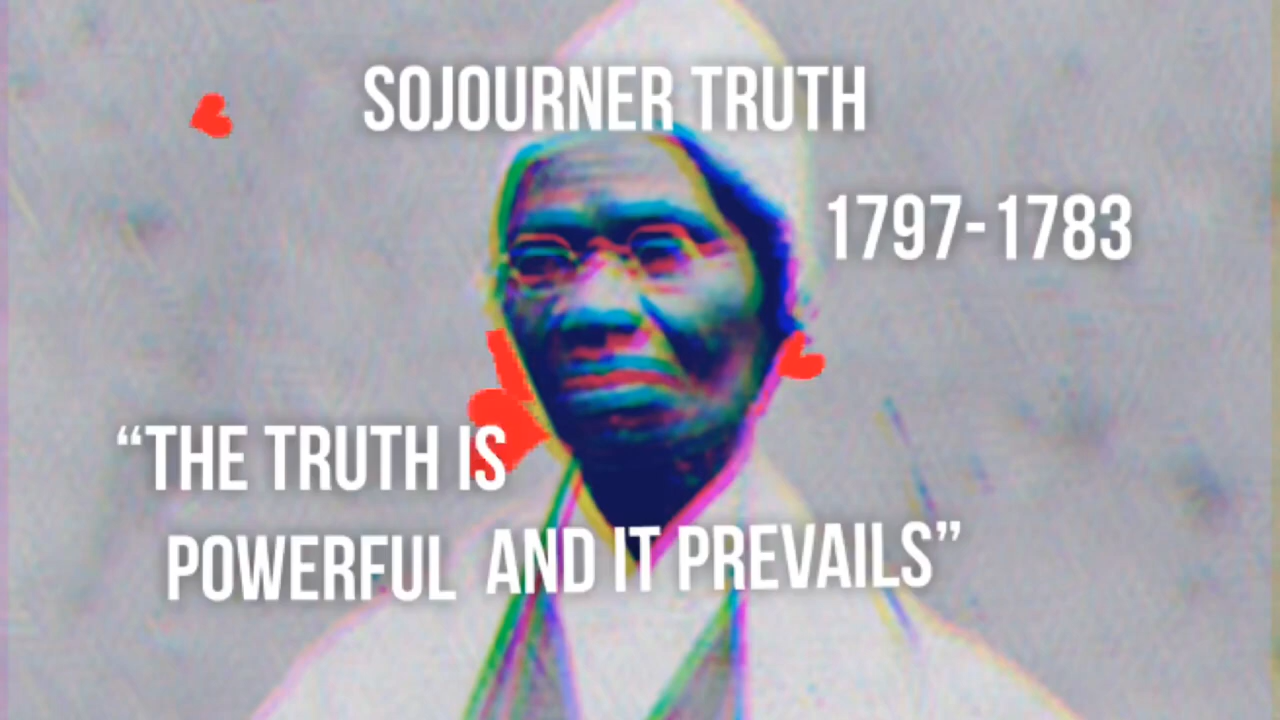 SOJOURNER TRUTH
1797-1783
“THE TRUTH IS
POWERFUL AND IT PREVAILS”